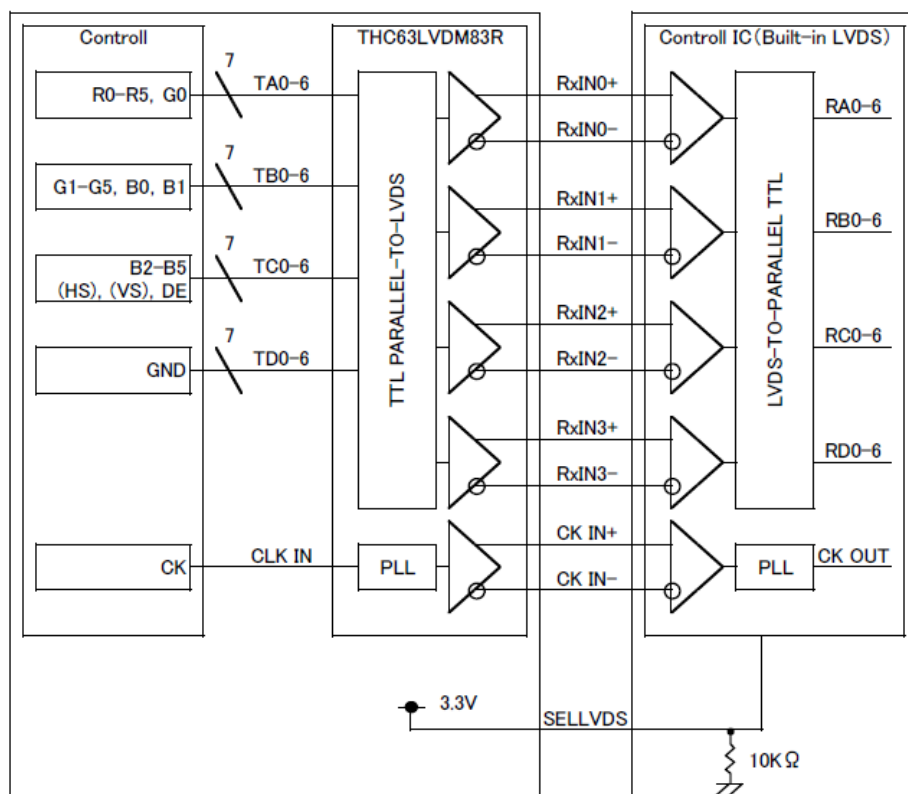 Controll
THC63LVDM83R
Controll IC(Built-in LVDS)
7
R0-R5, G0
TA0-6
RxIN0+
RxIN0-
RA0-6
7
G1-G5, B0, B1
TB0-6
RxIN1+
RxIN1-
RB0-6
7
B2-B5
(HS), (VS), DE
TC0-6
RxIN2+
RxIN2-
RC0-6
7
GND
TD0-6
RxIN3+
RxIN3-
RD0-6
TTL PARALLEL-TO-LVDS
LVDS-TO-PARALLEL TTL
CK
CLK IN
PLL
CK IN+
CK IN-
PLL
CK OUT
3.3V
SELLVDS
10KΩ